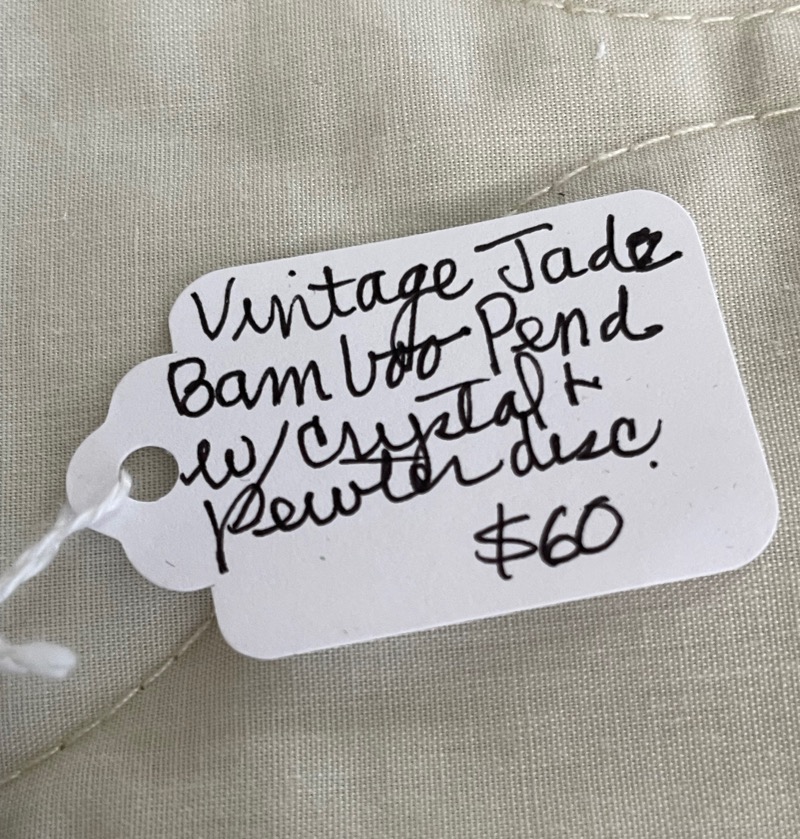 Vintage Jade
Bamboo Pend
w/crystal +
pewter disc.
$60